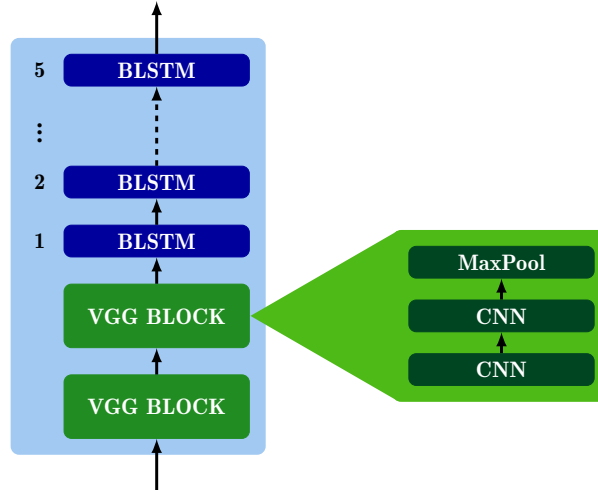 5 BLSTM
⋮
2 BLSTM
1 BLSTM
VGG BLOCK
VGG BLOCK
MaxPool
CNN
CNN